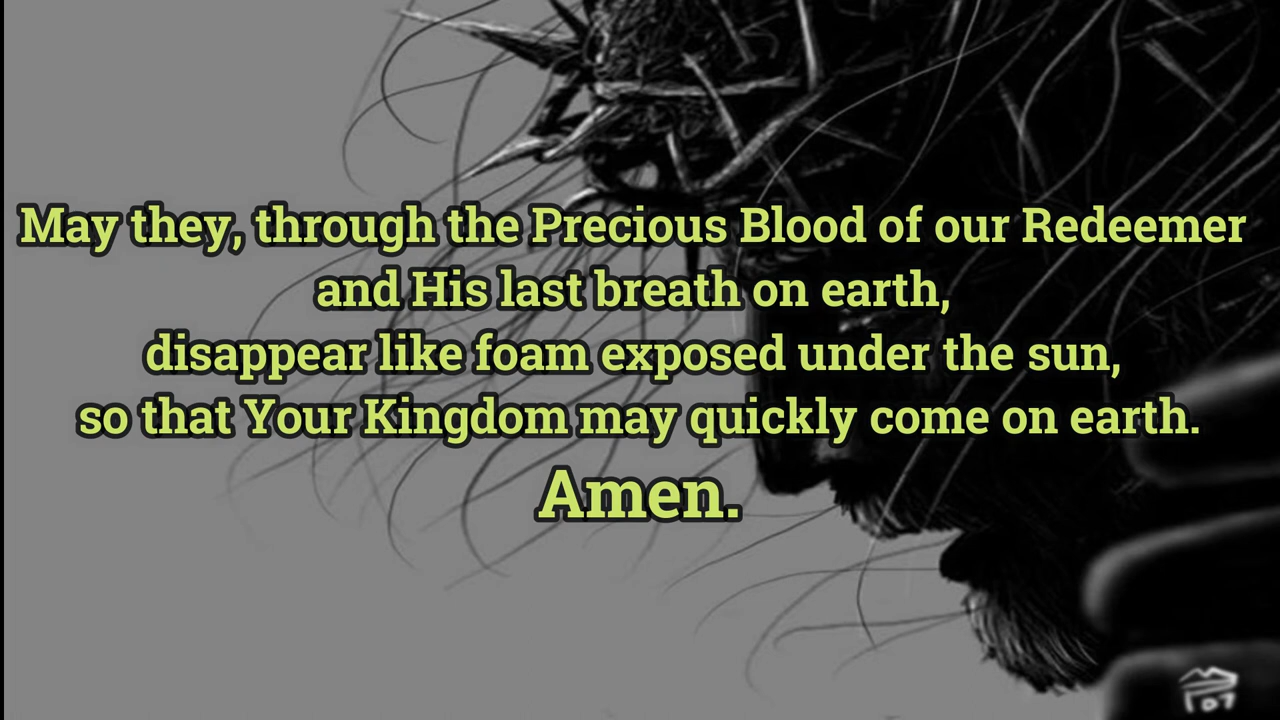 May they, through the Precious Blood of our Redeemer
and His last breath on earth,
disappear like foam exposed under the sun,
so that Your Kingdom may quickly come on earth.
Amen.